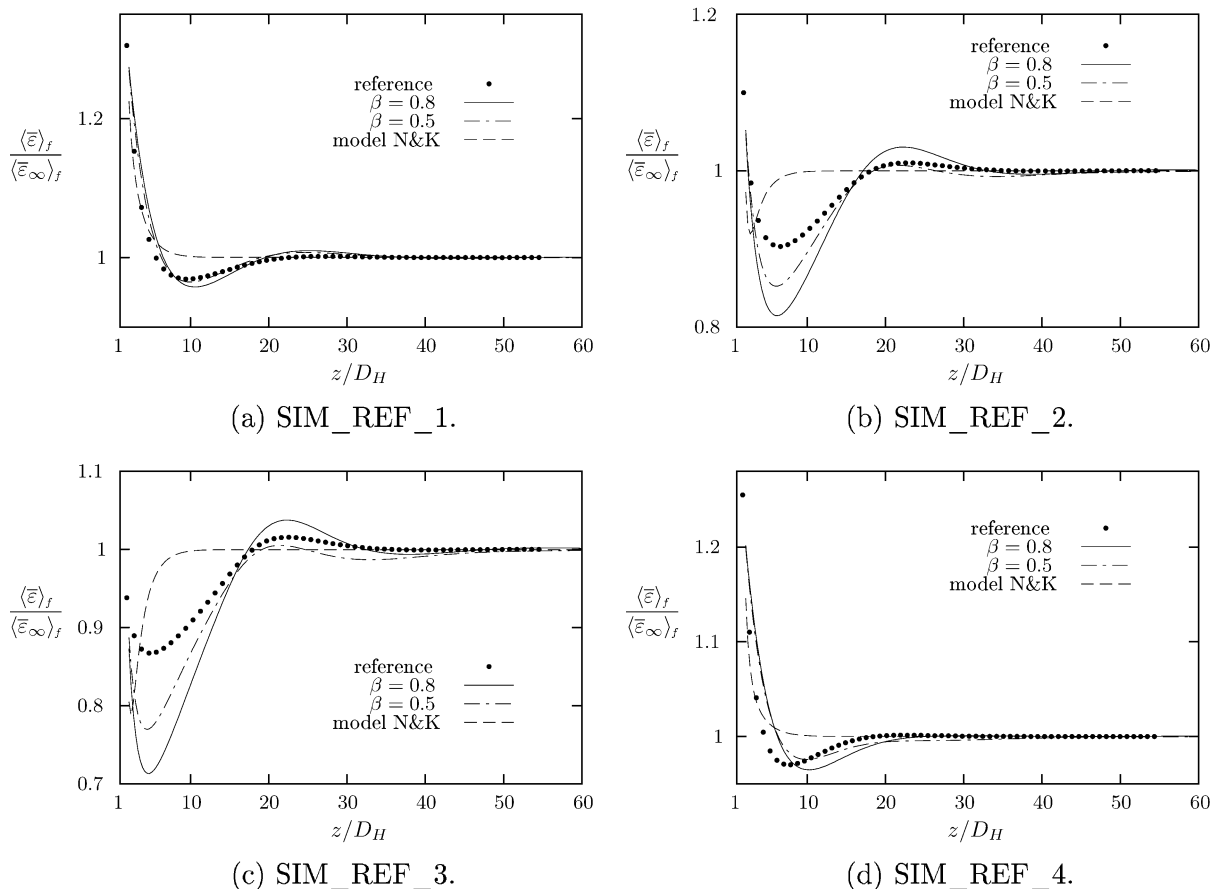 1.2
1
⟨ε̅⟩_f / ⟨ε̅_∞⟩_f
reference
β = 0.8
β = 0.5
model N&K
1 10 20 30 40 50 60
z/D_H
(a) SIM_REF_1.
1.2
1
0.8
⟨ε̅⟩_f / ⟨ε̅_∞⟩_f
reference
β = 0.8
β = 0.5
model N&K
1 10 20 30 40 50 60
z/D_H
(b) SIM_REF_2.
1.1
1
0.9
0.8
0.7
⟨ε̅⟩_f / ⟨ε̅_∞⟩_f
reference
β = 0.8
β = 0.5
model N&K
1 10 20 30 40 50 60
z/D_H
(c) SIM_REF_3.
1.2
1.1
1
⟨ε̅⟩_f / ⟨ε̅_∞⟩_f
reference
β = 0.8
β = 0.5
model N&K
1 10 20 30 40 50 60
z/D_H
(d) SIM_REF_4.